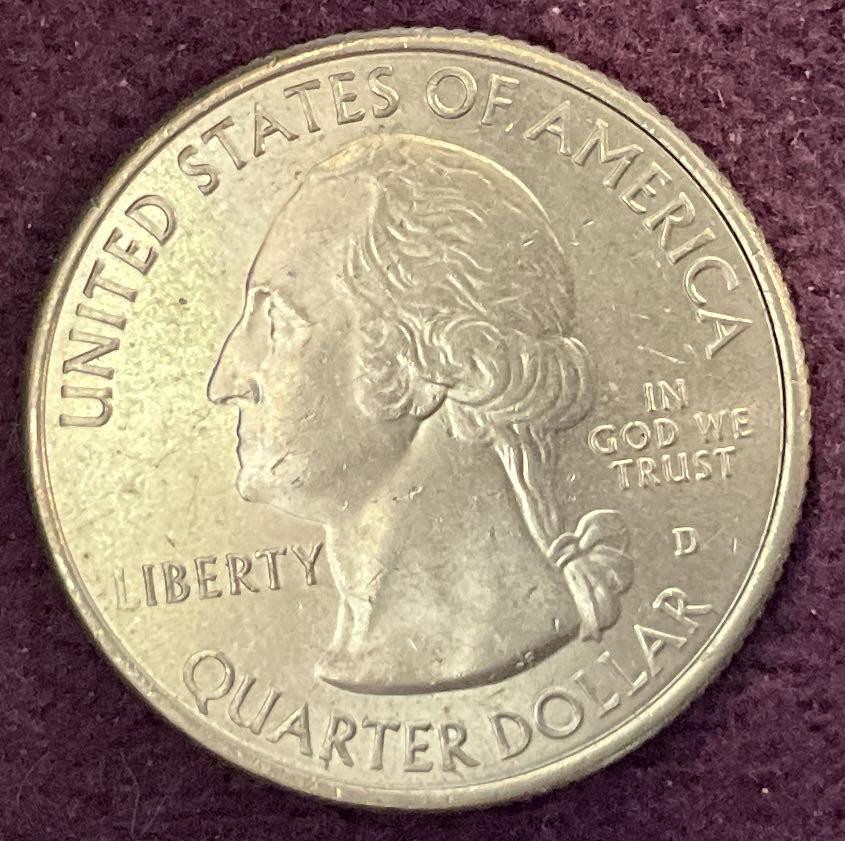 UNITED STATES OF AMERICA
IN
GOD WE
TRUST
D
LIBERTY
QUARTER DOLLAR